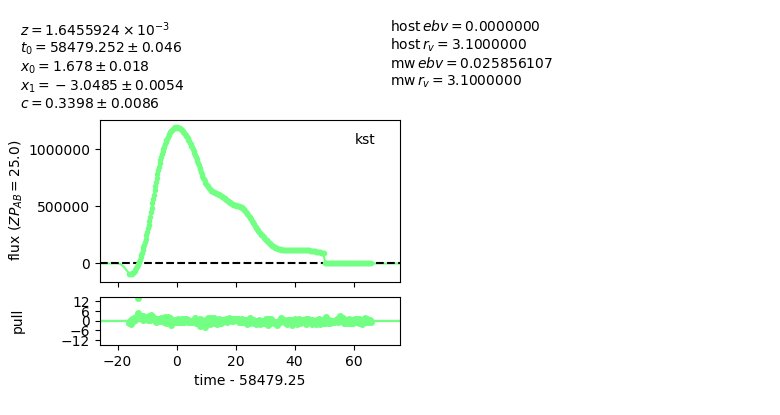 z = 1.6455924 × 10⁻³
t₀ = 58479.252 ± 0.046
x₀ = 1.678 ± 0.018
x₁ = −3.0485 ± 0.0054
c = 0.3398 ± 0.0086
host ebv = 0.0000000
host r_v = 3.1000000
mw ebv = 0.025856107
mw r_v = 3.1000000
kst
flux (ZP_AB = 25.0)
1000000
500000
0
pull
12
6
0
−6
−12
−20 0 20 40 60
time - 58479.25